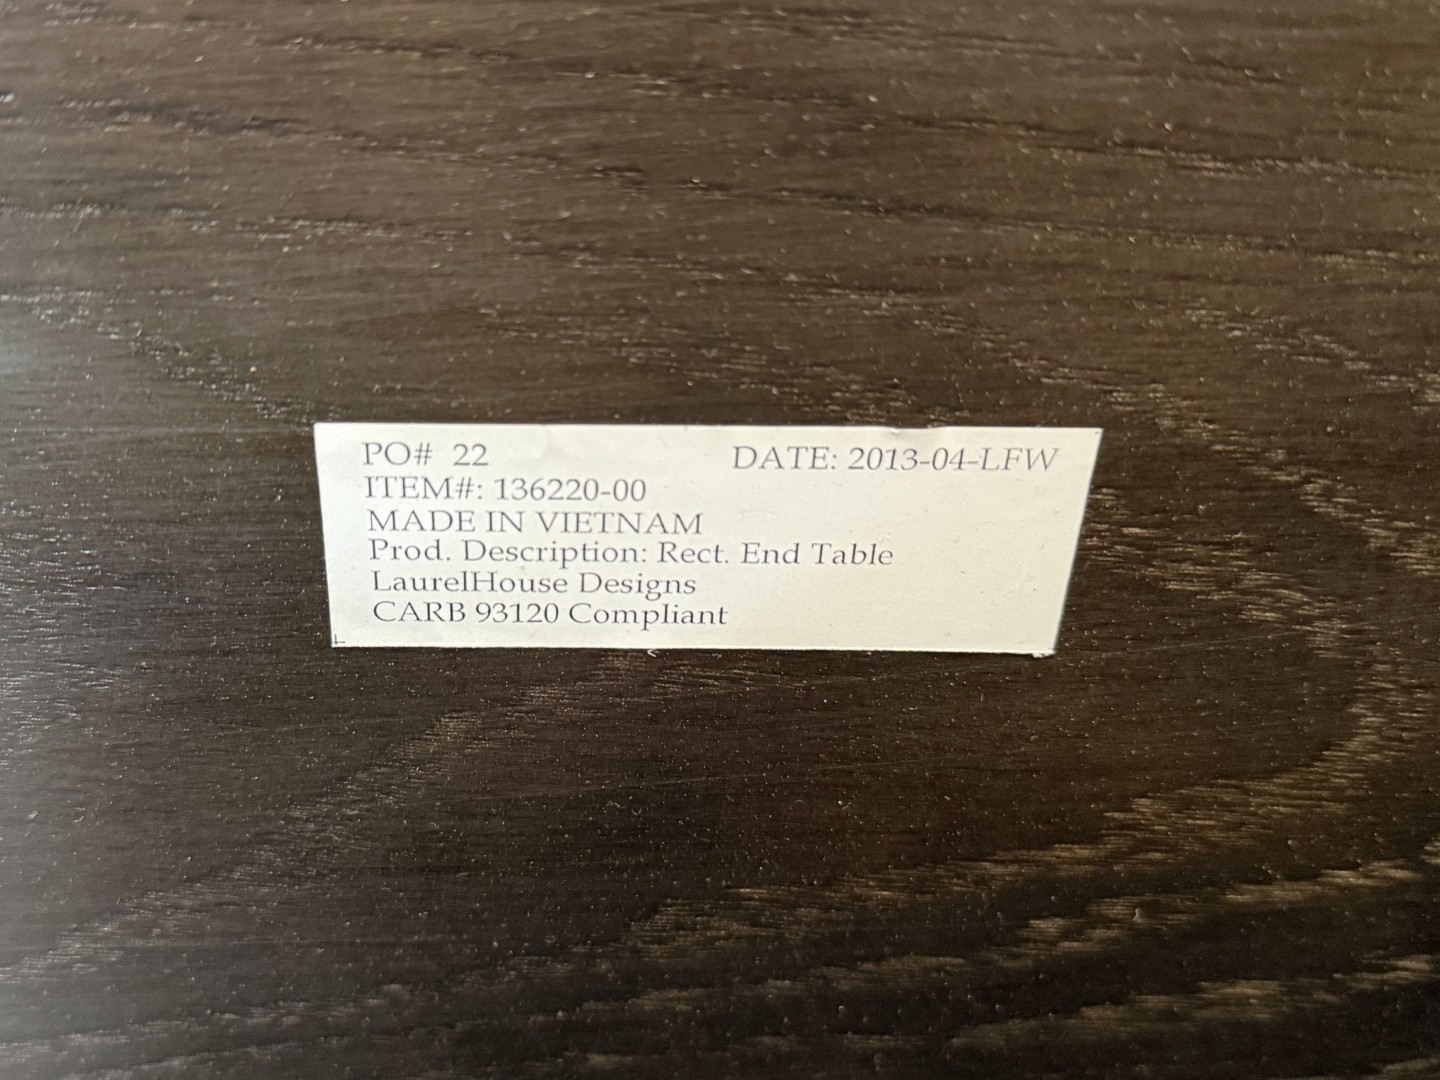 PO# 22 DATE: 2013-04-LFW
ITEM#: 136220-00
MADE IN VIETNAM
Prod. Description: Rect. End Table
LaurelHouse Designs
CARB 93120 Compliant